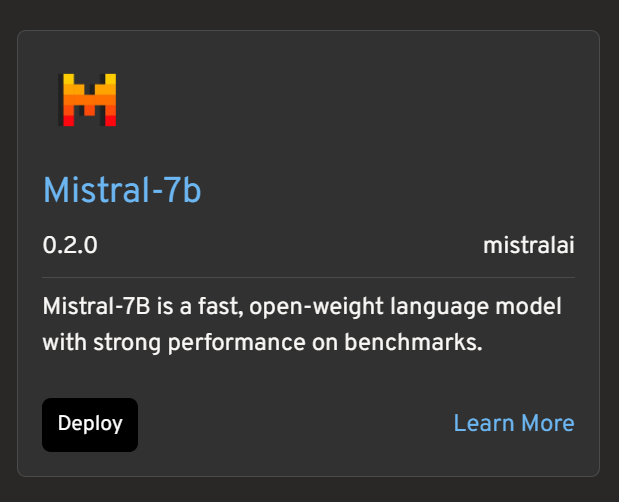 Mistral-7b
0.2.0 mistralai
Mistral-7B is a fast, open-weight language model
with strong performance on benchmarks.
Deploy Learn More